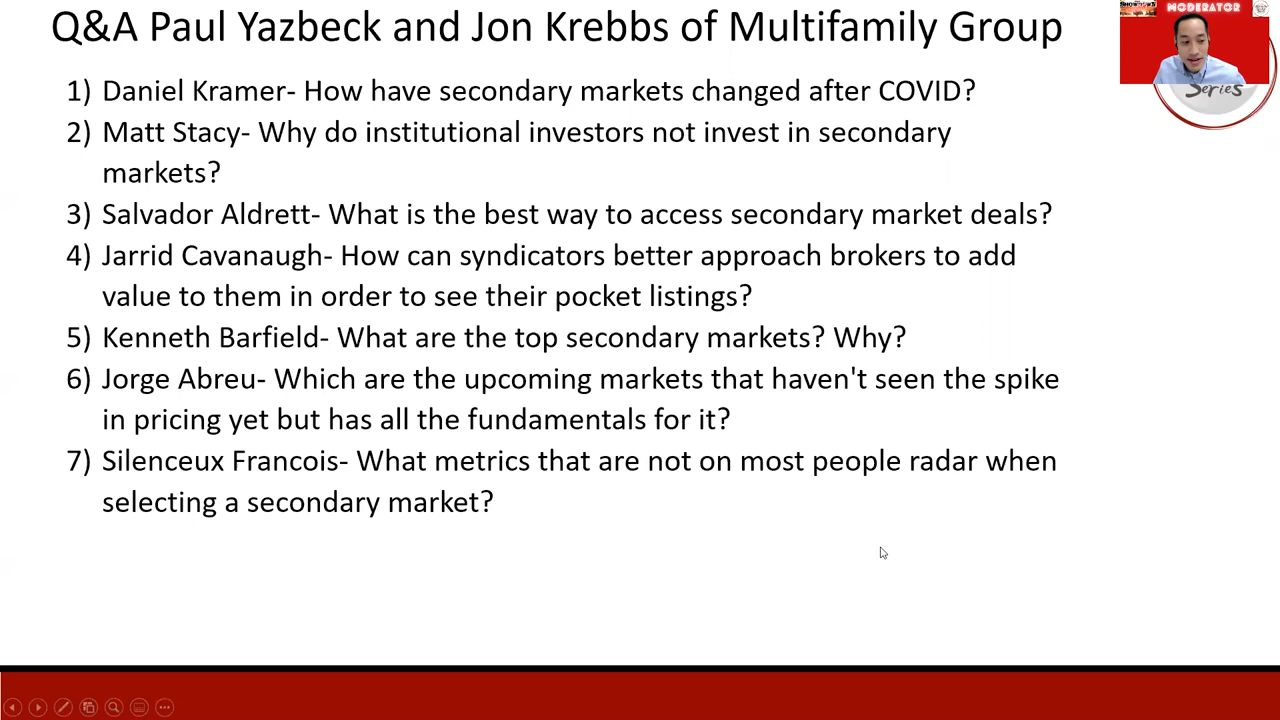 Q&A Paul Yazbeck and Jon Krebbs of Multifamily Group
MODERATOR
Series
1) Daniel Kramer- How have secondary markets changed after COVID?
2) Matt Stacy- Why do institutional investors not invest in secondary
markets?
3) Salvador Aldrett- What is the best way to access secondary market deals?
4) Jarrid Cavanaugh- How can syndicators better approach brokers to add
value to them in order to see their pocket listings?
5) Kenneth Barfield- What are the top secondary markets? Why?
6) Jorge Abreu- Which are the upcoming markets that haven't seen the spike
in pricing yet but has all the fundamentals for it?
7) Silenceux Francois- What metrics that are not on most people radar when
selecting a secondary market?